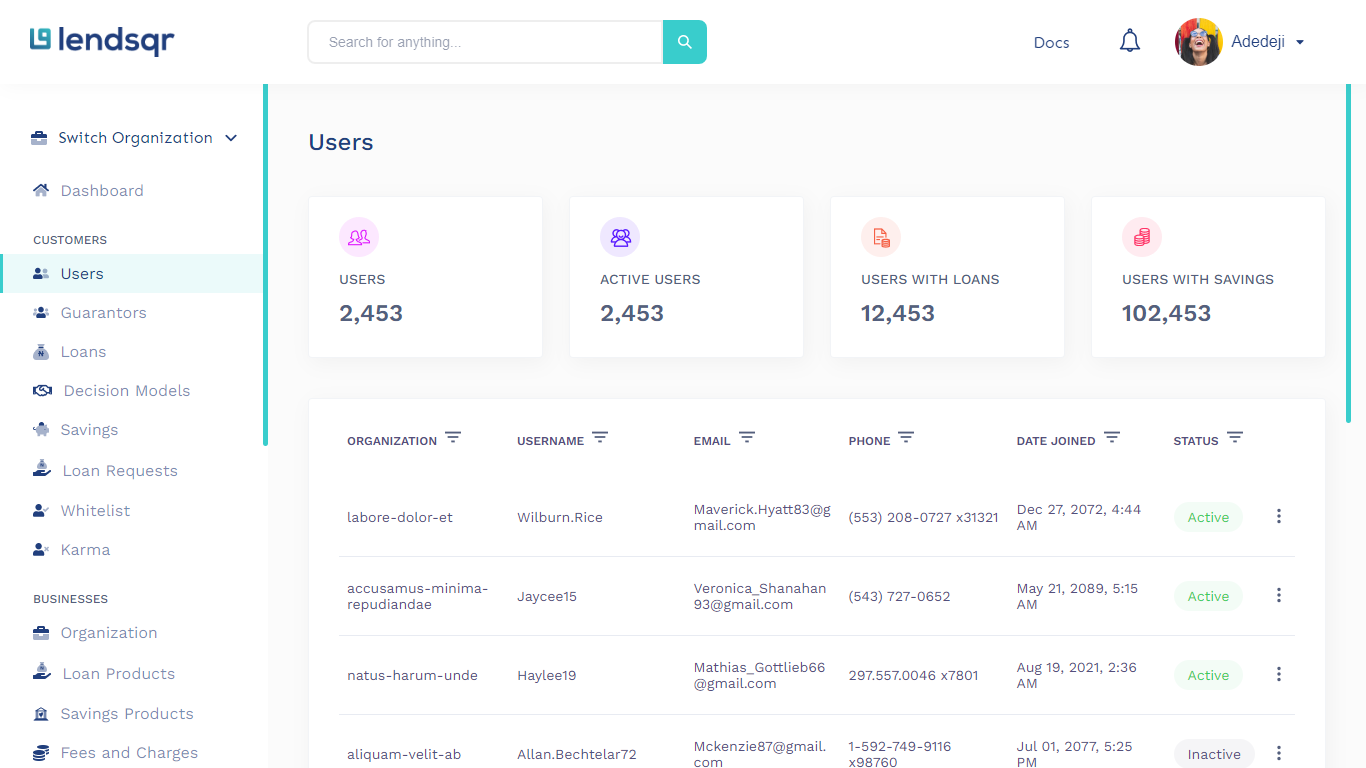 lendsqr
Search for anything...
Docs
Adedeji
Switch Organization
Dashboard
CUSTOMERS
Users
Guarantors
Loans
Decision Models
Savings
Loan Requests
Whitelist
Karma
BUSINESSES
Organization
Loan Products
Savings Products
Fees and Charges
Users
USERS
2,453
ACTIVE USERS
2,453
USERS WITH LOANS
12,453
USERS WITH SAVINGS
102,453
ORGANIZATION USERNAME EMAIL PHONE DATE JOINED STATUS
labore-dolor-et
Wilburn.Rice
Maverick.Hyatt83@g
mail.com
(553) 208-0727 x31321
Dec 27, 2072, 4:44
AM
Active
accusamus-minima-
repudiandae
Jaycee15
Veronica_Shanahan
93@gmail.com
(543) 727-0652
May 21, 2089, 5:15
AM
Active
natus-harum-unde
Haylee19
Mathias_Gottlieb66
@gmail.com
297.557.0046 x7801
Aug 19, 2021, 2:36
AM
Active
aliquam-velit-ab
Allan.Bechtelar72
Mckenzie87@gmail.
com
1-592-749-9116
x98760
Jul 01, 2077, 5:25
PM
Inactive